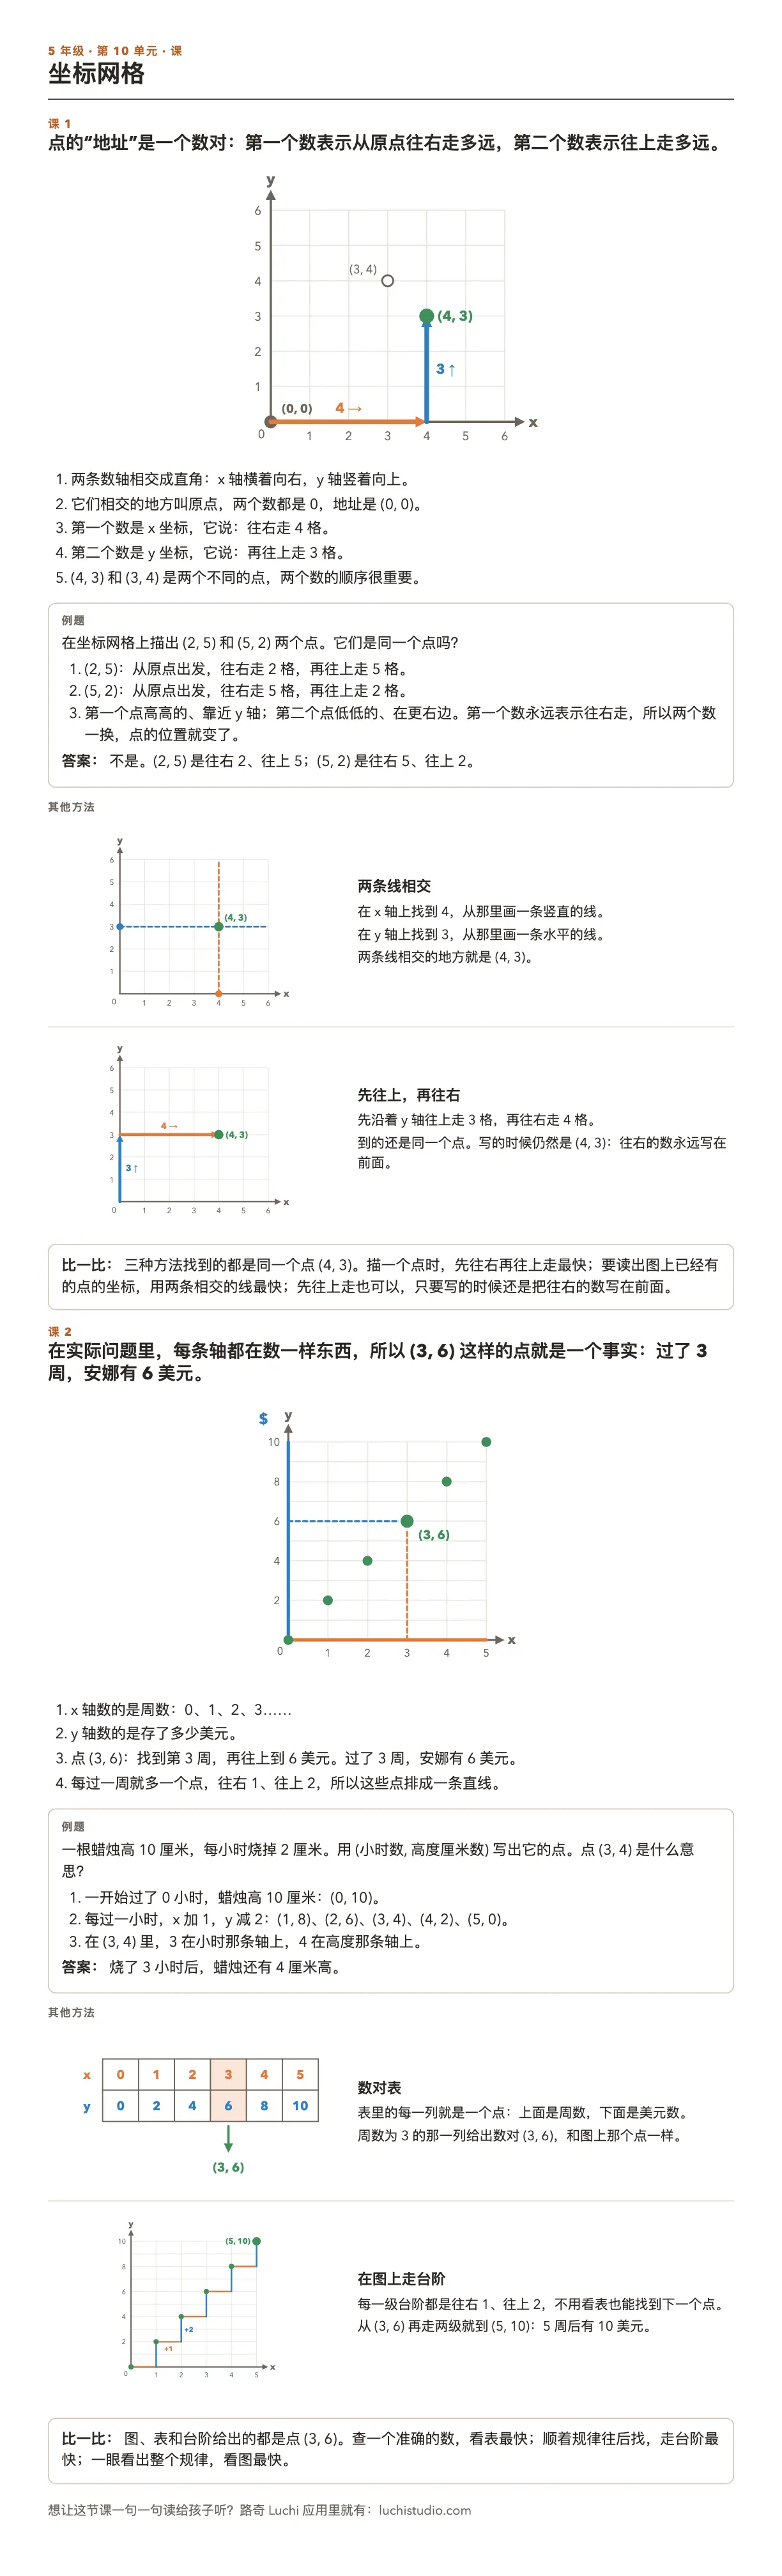 5 年级 · 第 10 单元 · 课
坐标网格
课 1
点的“地址”是一个数对：第一个数表示从原点往右走多远，第二个数表示往上走多远。
y
6
5
(3, 4)
4
3
(4, 3)
2
3 ↑
1
(0, 0)
4 →
x
0
1 2 3 4 5 6
1. 两条数轴相交成直角：x 轴横着向右，y 轴竖着向上。
2. 它们相交的地方叫原点，两个数都是 0，地址是 (0, 0)。
3. 第一个数是 x 坐标，它说：往右走 4 格。
4. 第二个数是 y 坐标，它说：再往上走 3 格。
5. (4, 3) 和 (3, 4) 是两个不同的点，两个数的顺序很重要。
例题
在坐标网格上描出 (2, 5) 和 (5, 2) 两个点。它们是同一个点吗？
1. (2, 5)：从原点出发，往右走 2 格，再往上走 5 格。
2. (5, 2)：从原点出发，往右走 5 格，再往上走 2 格。
3. 第一个点高高的、靠近 y 轴；第二个点低低的、在更右边。第一个数永远表示往右走，所以两个数
一换，点的位置就变了。
答案： 不是。(2, 5) 是往右 2、往上 5；(5, 2) 是往右 5、往上 2。
其他方法
y
6
5
4
(4, 3)
3
2
1
x
0
1 2 3 4 5 6
两条线相交
在 x 轴上找到 4，从那里画一条竖直的线。
在 y 轴上找到 3，从那里画一条水平的线。
两条线相交的地方就是 (4, 3)。
y
6
5
4
4 →
3
(4, 3)
2
3 ↑
1
x
0
1 2 3 4 5 6
先往上，再往右
先沿着 y 轴往上走 3 格，再往右走 4 格。
到的还是同一个点。写的时候仍然是 (4, 3)：往右的数永远写在
前面。
比一比： 三种方法找到的都是同一个点 (4, 3)。描一个点时，先往右再往上走最快；要读出图上已经有
的点的坐标，用两条相交的线最快；先往上走也可以，只要写的时候还是把往右的数写在前面。
课 2
在实际问题里，每条轴都在数一样东西，所以 (3, 6) 这样的点就是一个事实：过了 3
周，安娜有 6 美元。
$
y
10
8
6
(3, 6)
4
2
x
0
1 2 3 4 5
1. x 轴数的是周数：0、1、2、3……
2. y 轴数的是存了多少美元。
3. 点 (3, 6)：找到第 3 周，再往上到 6 美元。过了 3 周，安娜有 6 美元。
4. 每过一周就多一个点，往右 1、往上 2，所以这些点排成一条直线。
例题
一根蜡烛高 10 厘米，每小时烧掉 2 厘米。用 (小时数, 高度厘米数) 写出它的点。点 (3, 4) 是什么意
思？
1. 一开始过了 0 小时，蜡烛高 10 厘米：(0, 10)。
2. 每过一小时，x 加 1，y 减 2：(1, 8)、(2, 6)、(3, 4)、(4, 2)、(5, 0)。
3. 在 (3, 4) 里，3 在小时那条轴上，4 在高度那条轴上。
答案： 烧了 3 小时后，蜡烛还有 4 厘米高。
其他方法
x 0 1 2 3 4 5
y 0 2 4 6 8 10
(3, 6)
数对表
表里的每一列就是一个点：上面是周数，下面是美元数。
周数为 3 的那一列给出数对 (3, 6)，和图上那个点一样。
y
10
(5, 10)
8
6
4
+2
2
+1
x
0
1 2 3 4 5
在图上走台阶
每一级台阶都是往右 1、往上 2，不用看表也能找到下一个点。
从 (3, 6) 再走两级就到 (5, 10)：5 周后有 10 美元。
比一比： 图、表和台阶给出的都是点 (3, 6)。查一个准确的数，看表最快；顺着规律往后找，走台阶最
快；一眼看出整个规律，看图最快。
想让这节课一句一句读给孩子听？路奇 Luchi 应用里就有：luchistudio.com